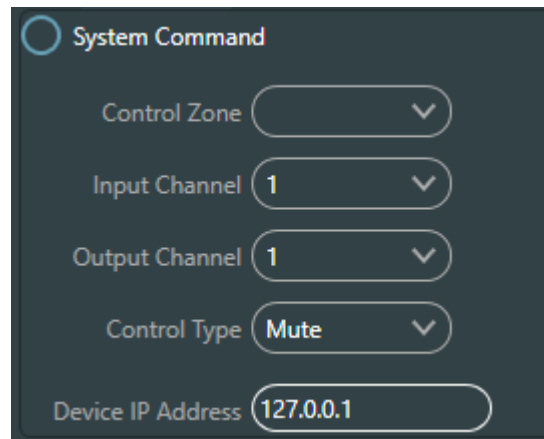 System Command
Control Zone
Input Channel 1
Output Channel 1
Control Type Mute
Device IP Address 127.0.0.1